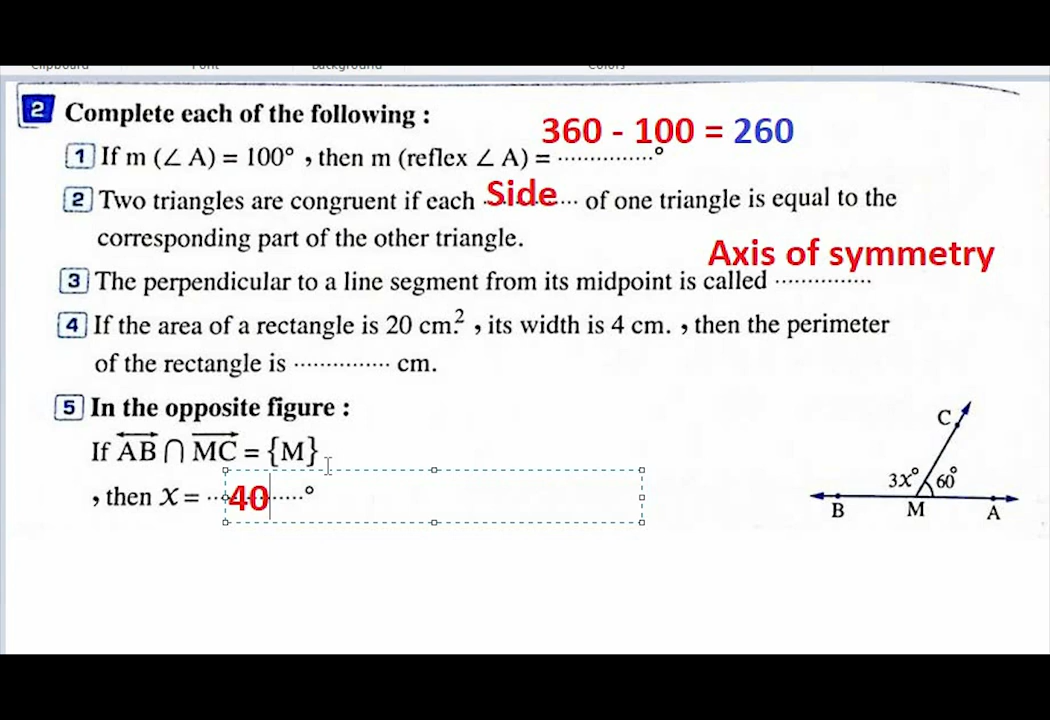 Clipboard Font Background Colors
2 Complete each of the following :
360 - 100 = 260
1 If m (∠ A) = 100° , then m (reflex ∠ A) = ...............°
2 Two triangles are congruent if each Side... of one triangle is equal to the
corresponding part of the other triangle.
Axis of symmetry
3 The perpendicular to a line segment from its midpoint is called ...............
4 If the area of a rectangle is 20 cm.² , its width is 4 cm. , then the perimeter
of the rectangle is ............... cm.
5 In the opposite figure :
If AB ∩ MC = {M}
, then X = ...40......°
C
3x° 60°
B M A